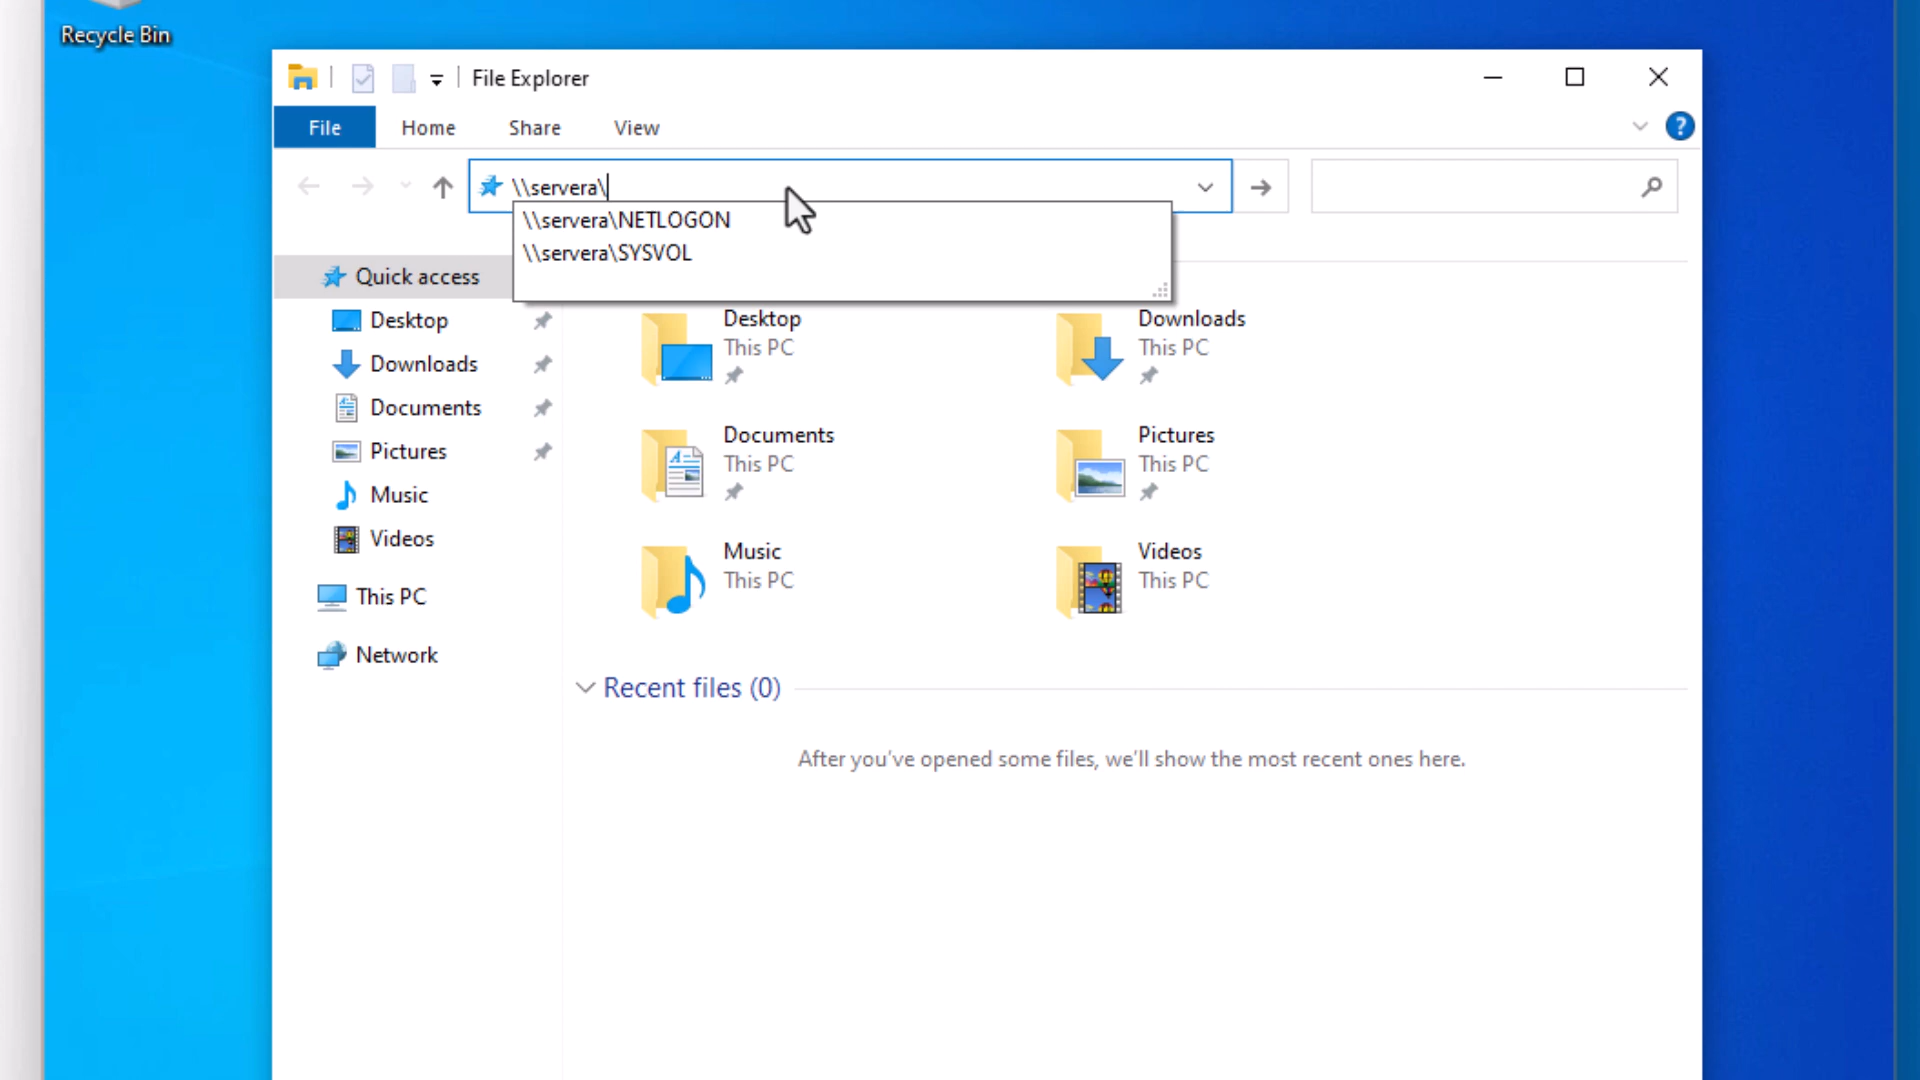 Recycle Bin
File Explorer
File Home Share View
\\servera\
\\servera\NETLOGON
\\servera\SYSVOL
Quick access
Desktop
Downloads
Documents
Pictures
Music
Videos
This PC
Network
Desktop
This PC
Downloads
This PC
Documents
This PC
Pictures
This PC
Music
This PC
Videos
This PC
Recent files (0)
After you've opened some files, we'll show the most recent ones here.